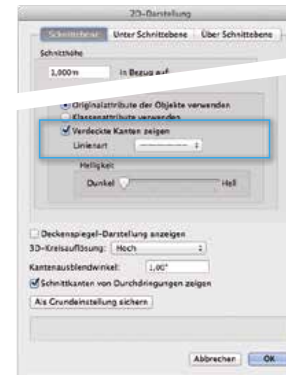 2D-Darstellung
Schnittebene Unter Schnittebene Über Schnittebene
Schnitthöhe
1,000m in Bezug auf
Originalattribute der Objekte verwenden
Klassenattribute verwenden
Verdeckte Kanten zeigen
Linienart
Helligkeit
Dunkel Hell
Deckenspiegel-Darstellung anzeigen
3D-Kreisauflösung: Hoch
Kantenausblendwinkel: 1,00°
Schnittkanten von Durchdringungen zeigen
Als Grundeinstellung sichern
Abbrechen OK